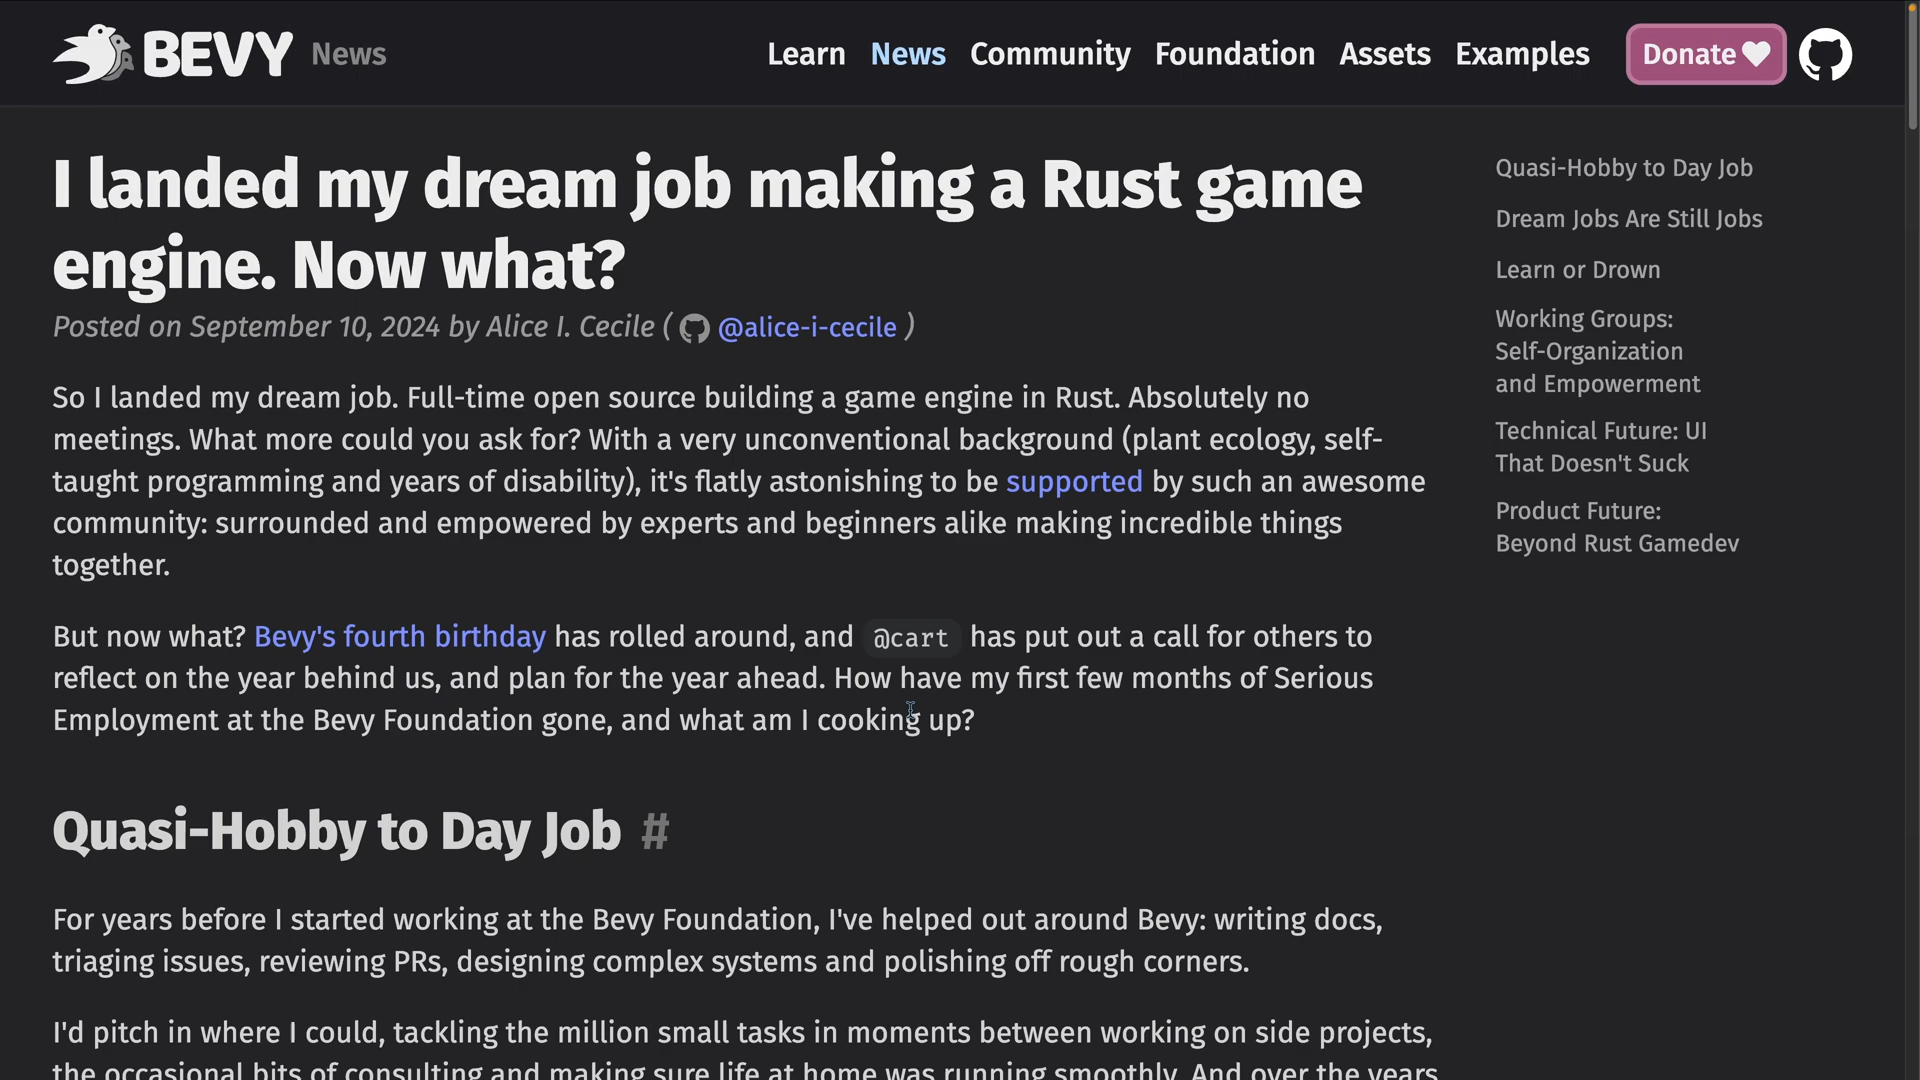 BEVY News
Learn News Community Foundation Assets Examples Donate
I landed my dream job making a Rust game
engine. Now what?
Posted on September 10, 2024 by Alice I. Cecile ( @alice-i-cecile )
So I landed my dream job. Full-time open source building a game engine in Rust. Absolutely no
meetings. What more could you ask for? With a very unconventional background (plant ecology, self-
taught programming and years of disability), it's flatly astonishing to be supported by such an awesome
community: surrounded and empowered by experts and beginners alike making incredible things
together.
But now what? Bevy's fourth birthday has rolled around, and @cart has put out a call for others to
reflect on the year behind us, and plan for the year ahead. How have my first few months of Serious
Employment at the Bevy Foundation gone, and what am I cooking up?
Quasi-Hobby to Day Job #
For years before I started working at the Bevy Foundation, I've helped out around Bevy: writing docs,
triaging issues, reviewing PRs, designing complex systems and polishing off rough corners.
I'd pitch in where I could, tackling the million small tasks in moments between working on side projects,
the occasional bits of consulting and making sure life at home was running smoothly. And over the years
Quasi-Hobby to Day Job
Dream Jobs Are Still Jobs
Learn or Drown
Working Groups:
Self-Organization
and Empowerment
Technical Future: UI
That Doesn't Suck
Product Future:
Beyond Rust Gamedev